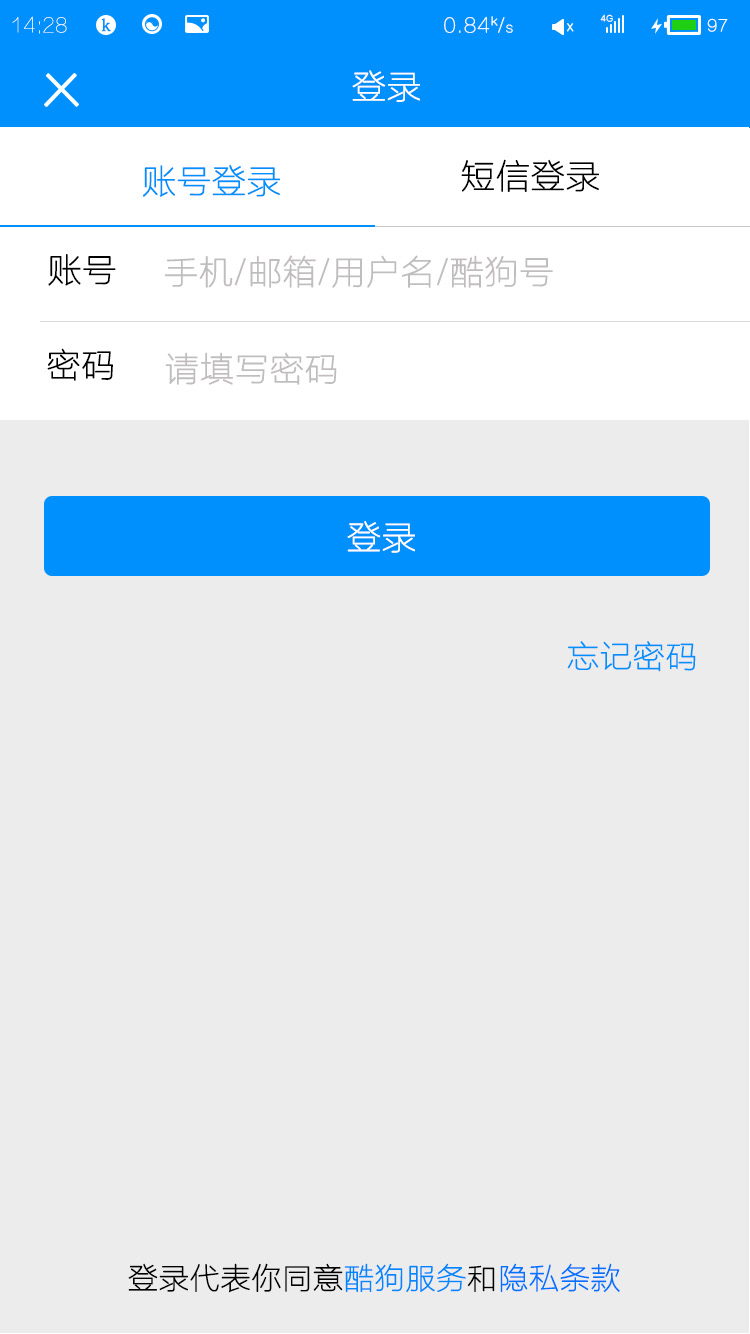 14:28 k 0.84k/s x 4G 97
登录
账号登录 短信登录
账号 手机/邮箱/用户名/酷狗号
密码 请填写密码
登录
忘记密码
登录代表你同意酷狗服务和隐私条款